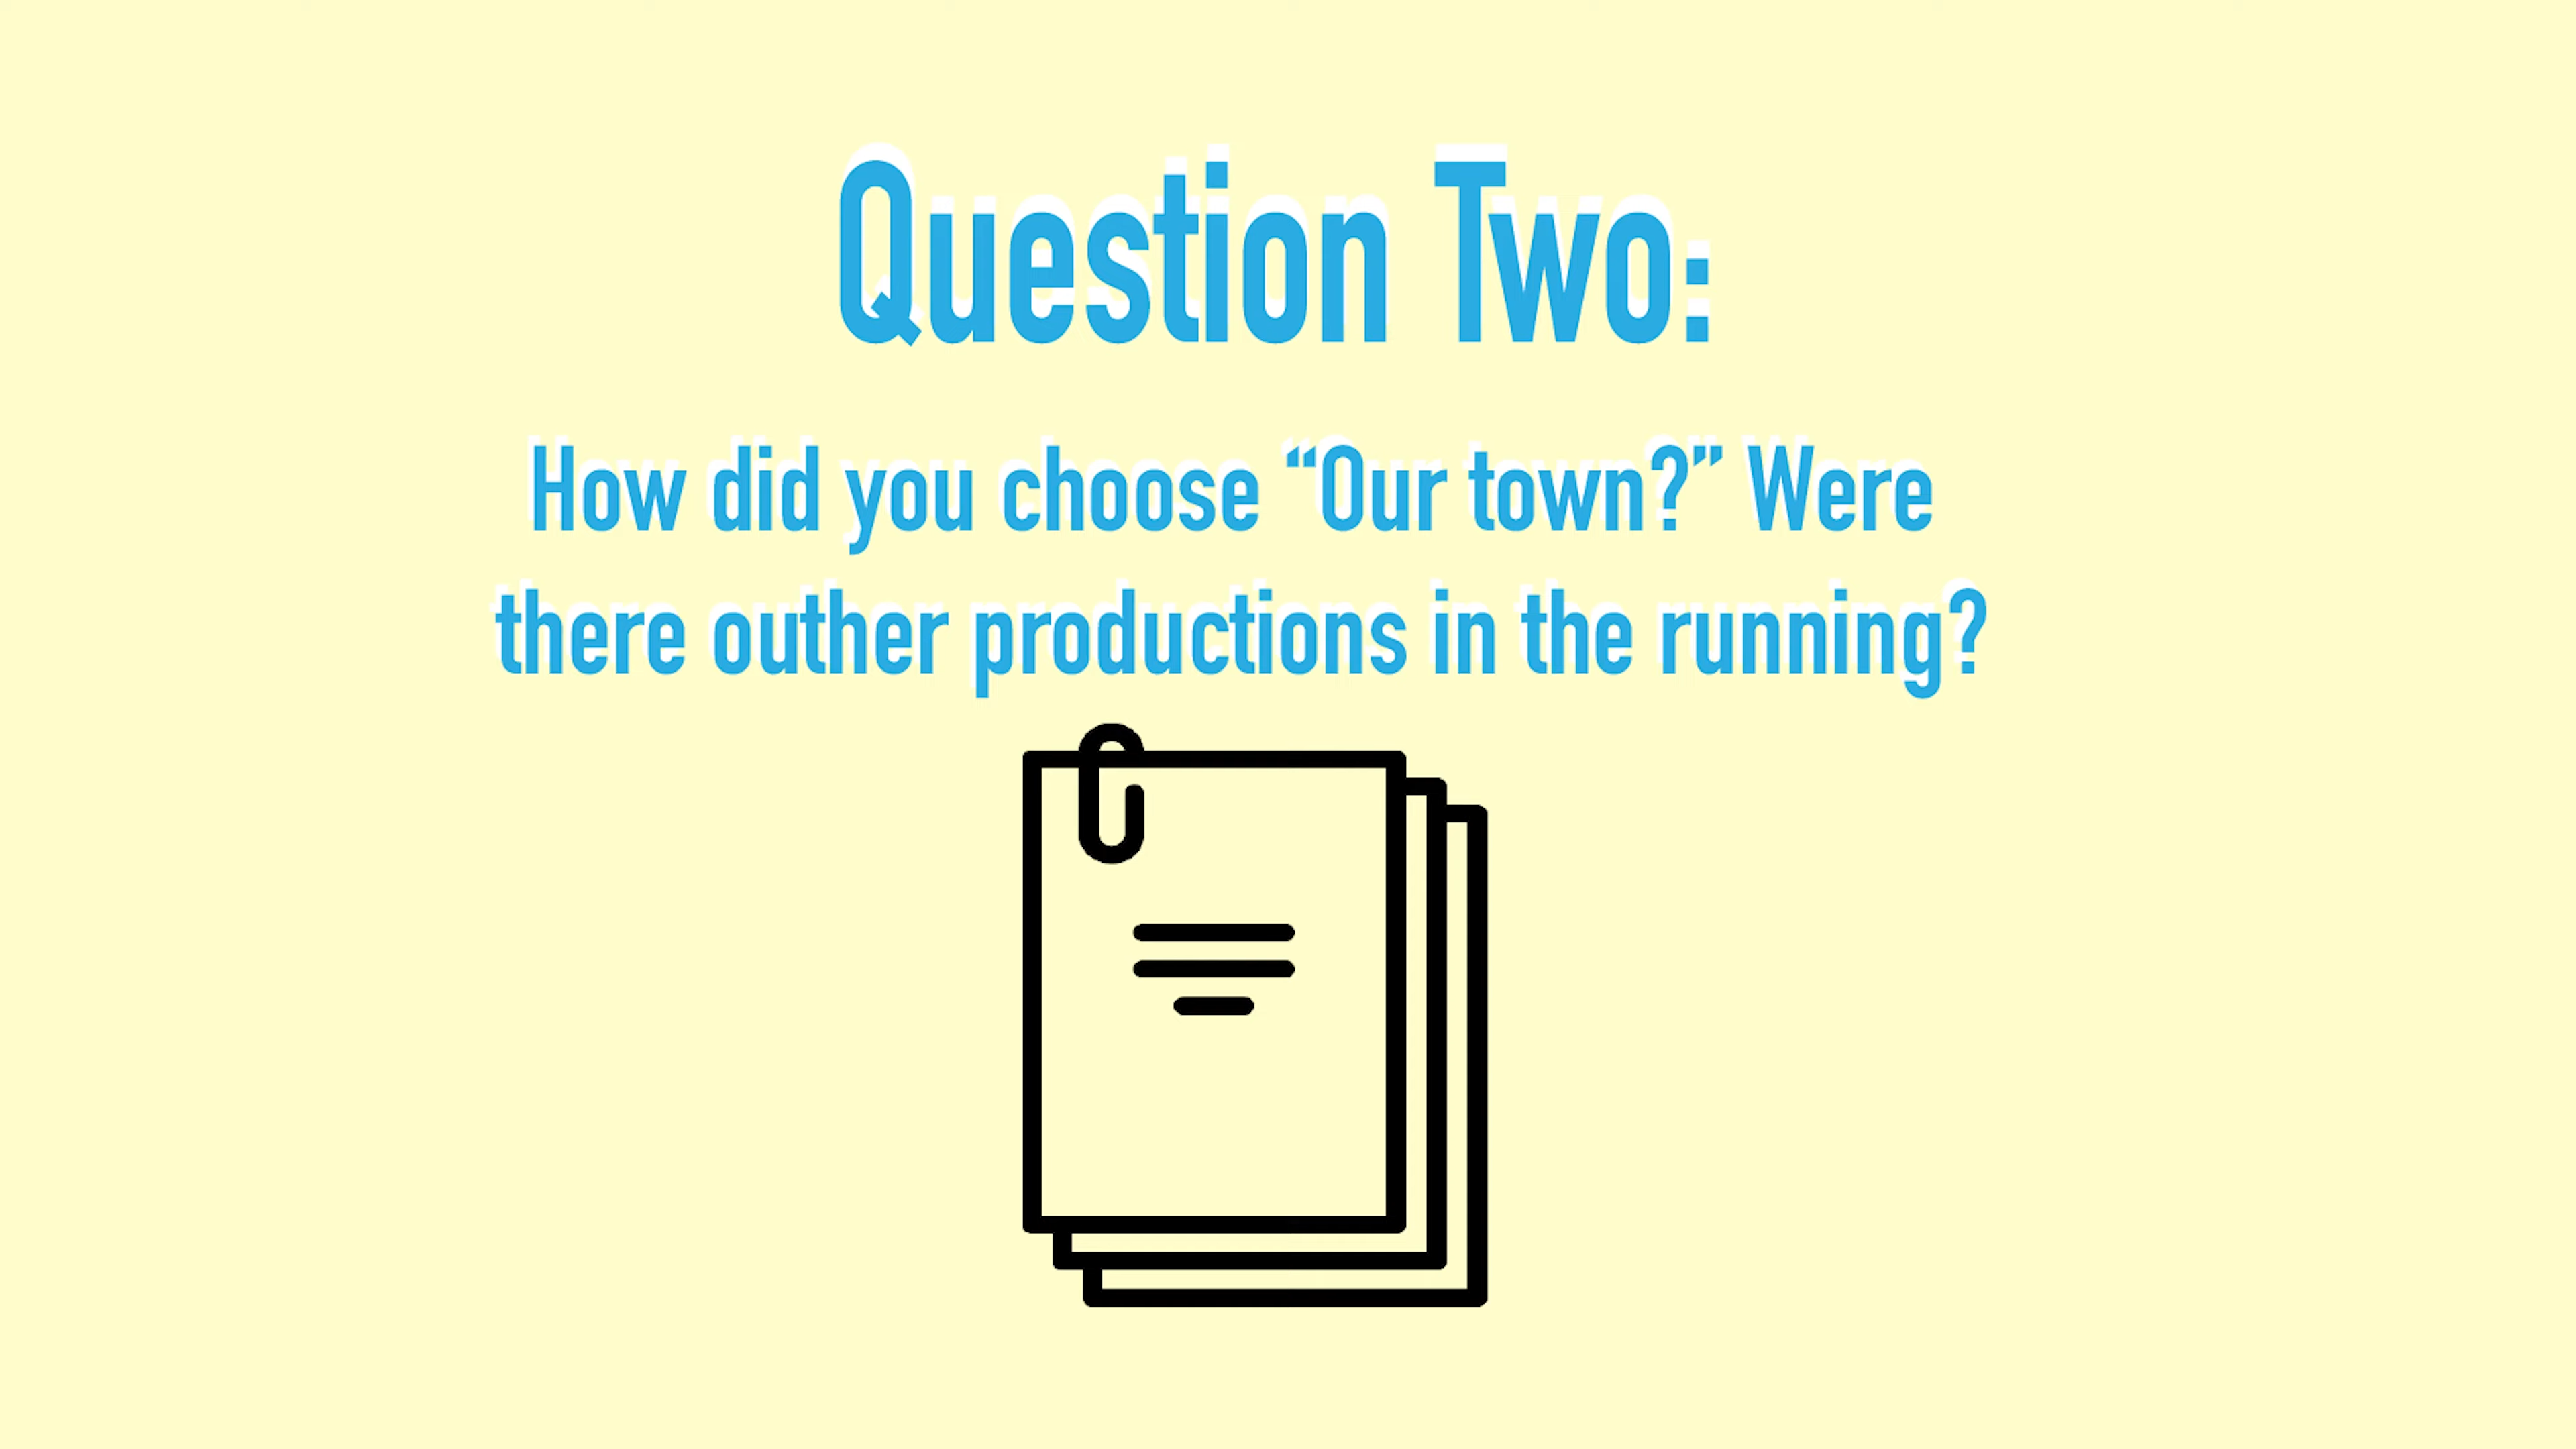 Question Two:
How did you choose “Our town?” Were
there outher productions in the running?